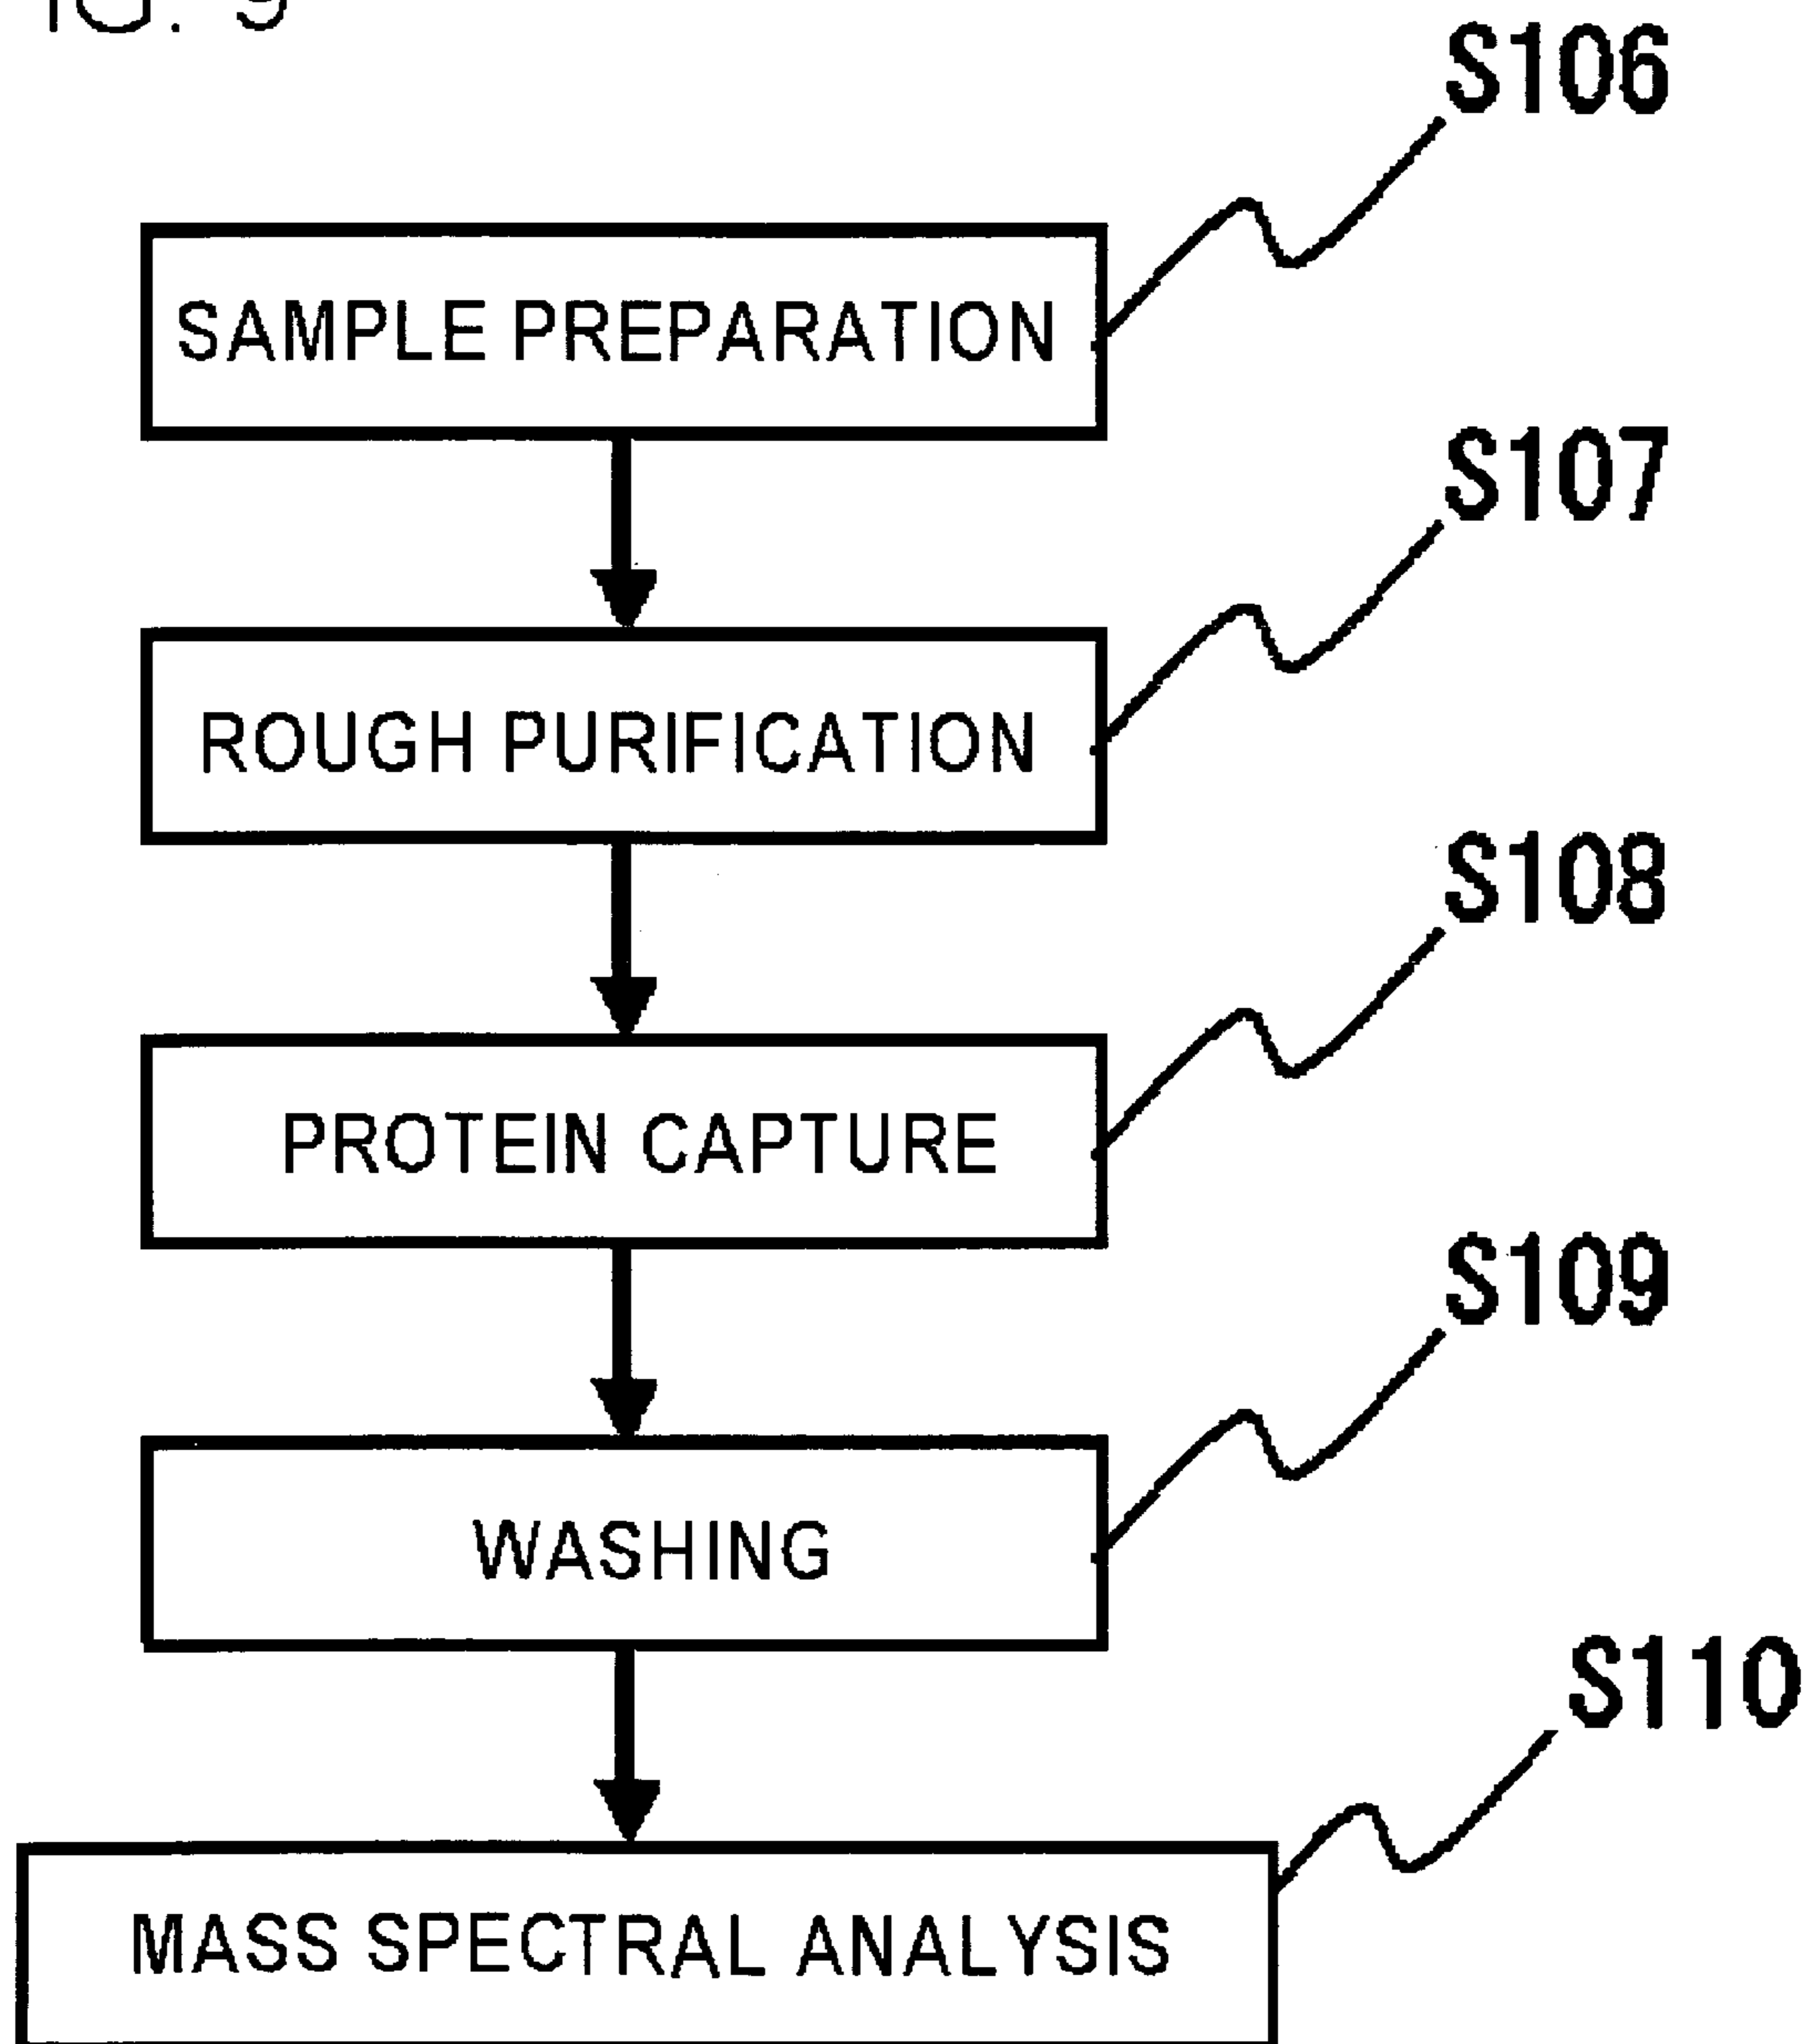 S106
SAMPLE PREPARATION
S107
ROUGH PURIFICATION
S108
PROTEIN CAPTURE
S109
WASHING
S110
MASS SPECTRAL ANALYSIS